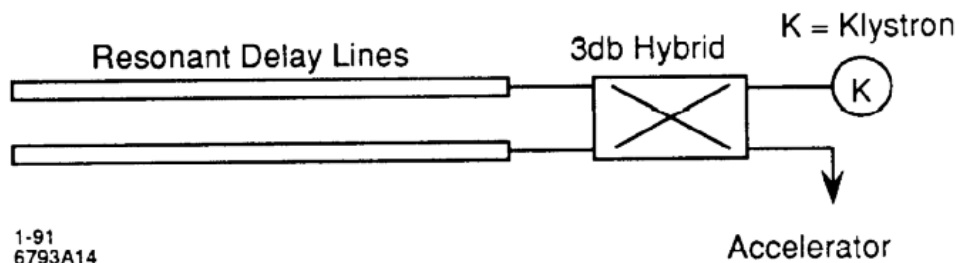 K = Klystron
Resonant Delay Lines
3db Hybrid
K
1-91
6793A14
Accelerator